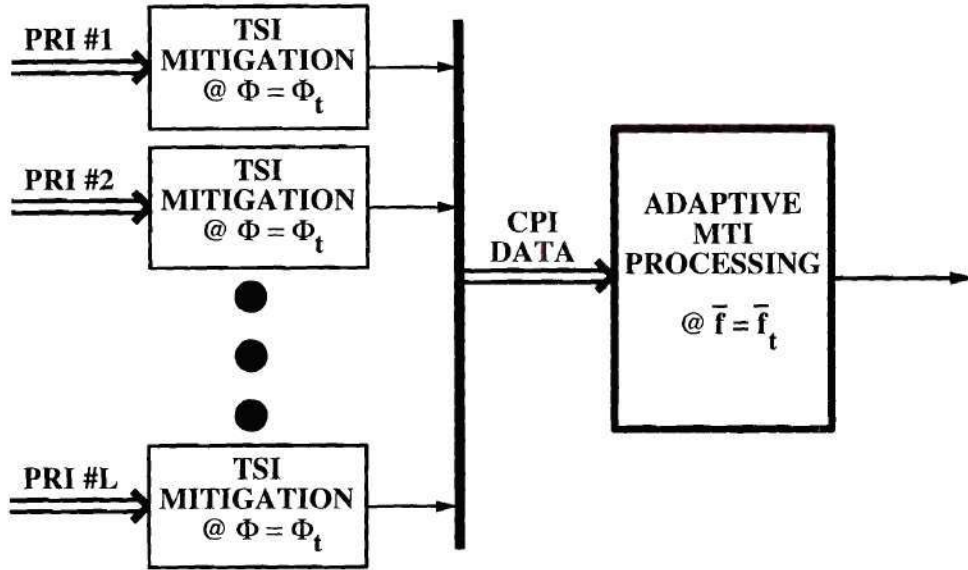 PRI #1
TSI
MITIGATION
@ Φ = Φt
PRI #2
TSI
MITIGATION
@ Φ = Φt
CPI
DATA
ADAPTIVE
MTI
PROCESSING
@ f̄ = f̄t
PRI #L
TSI
MITIGATION
@ Φ = Φt